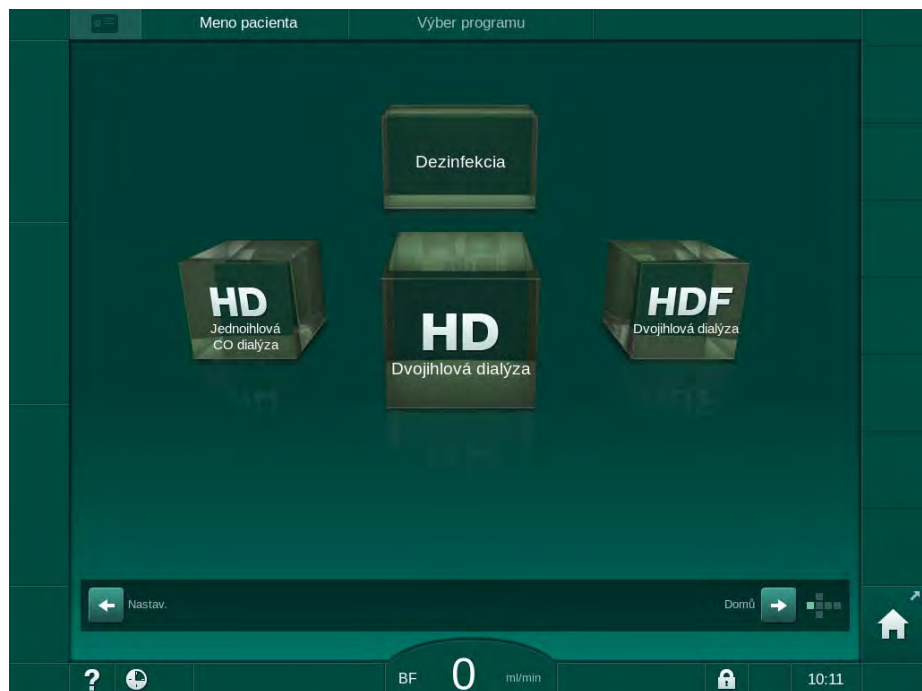 Meno pacienta
Výber programu
Dezinfekcia
HD
Jednoihlová
CO dialýza
HD
Dvojihlová dialýza
HDF
Dvojihlová dialýza
Nastav.
Domů
?
BF 0 ml/min
10:11